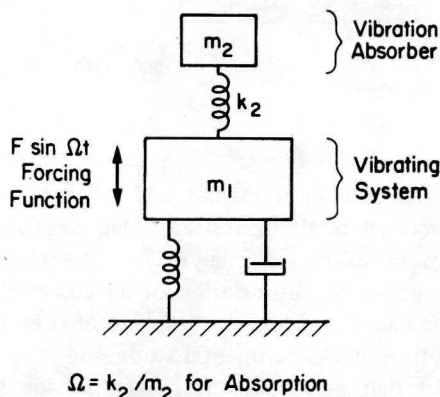 m₂
Vibration
Absorber
k₂
F sin Ωt
Forcing
Function
m₁
Vibrating
System
Ω = k₂/m₂ for Absorption